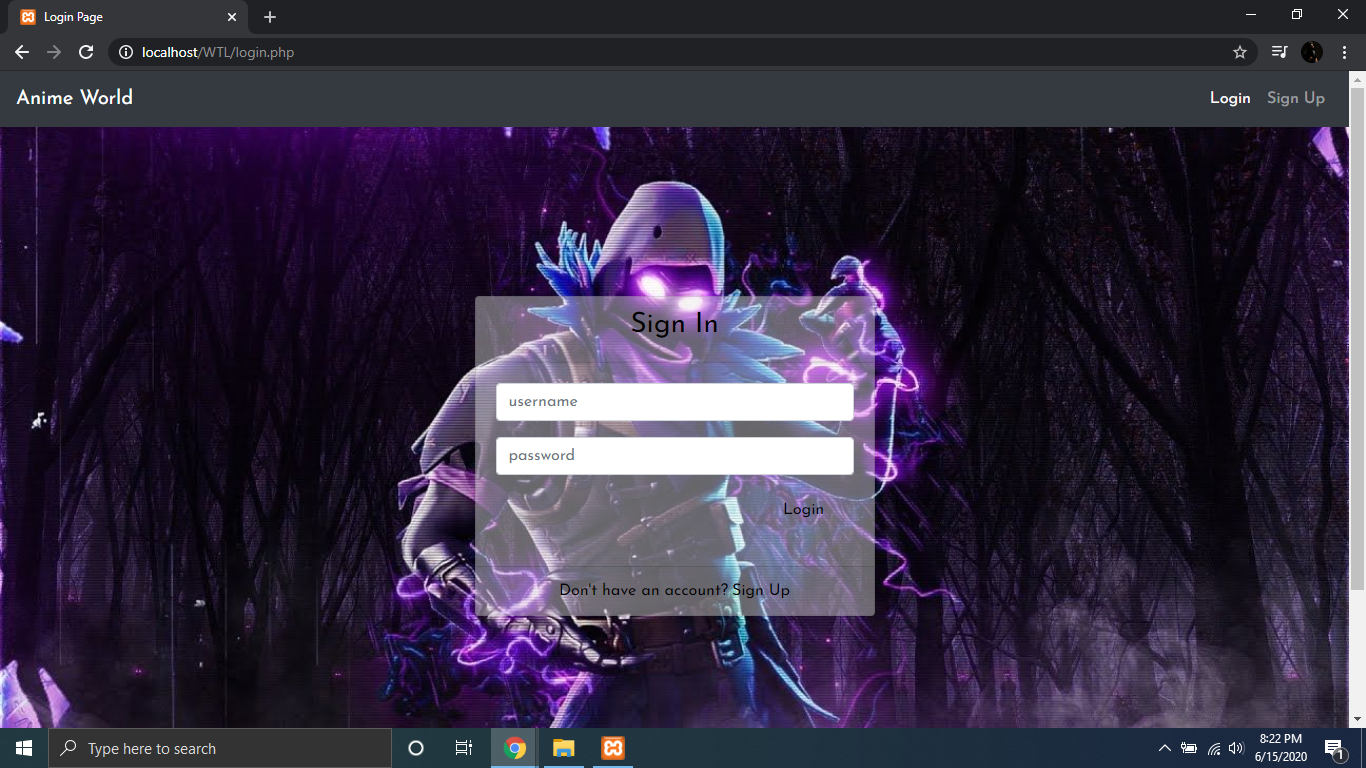 Login Page
localhost/WTL/login.php
Anime World
Login
Sign Up
Sign In
username
password
Login
Don't have an account? Sign Up
Type here to search
8:22 PM
6/15/2020
1